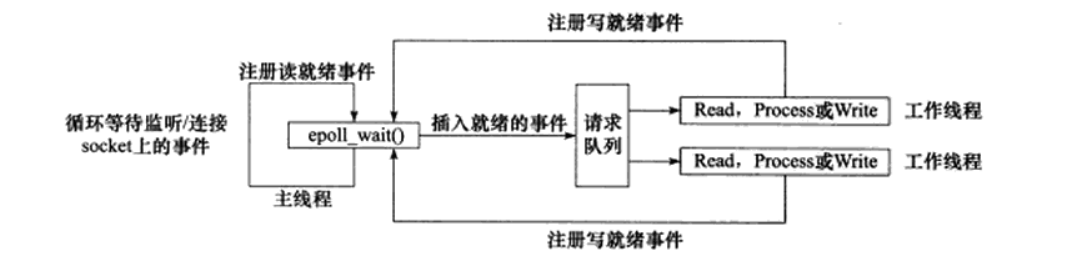 注册写就绪事件
注册读就绪事件
循环等待监听/连接
socket上的事件
epoll_wait()
插入就绪的事件
请求
队列
Read，Process或Write
工作线程
Read，Process或Write
工作线程
主线程
注册写就绪事件